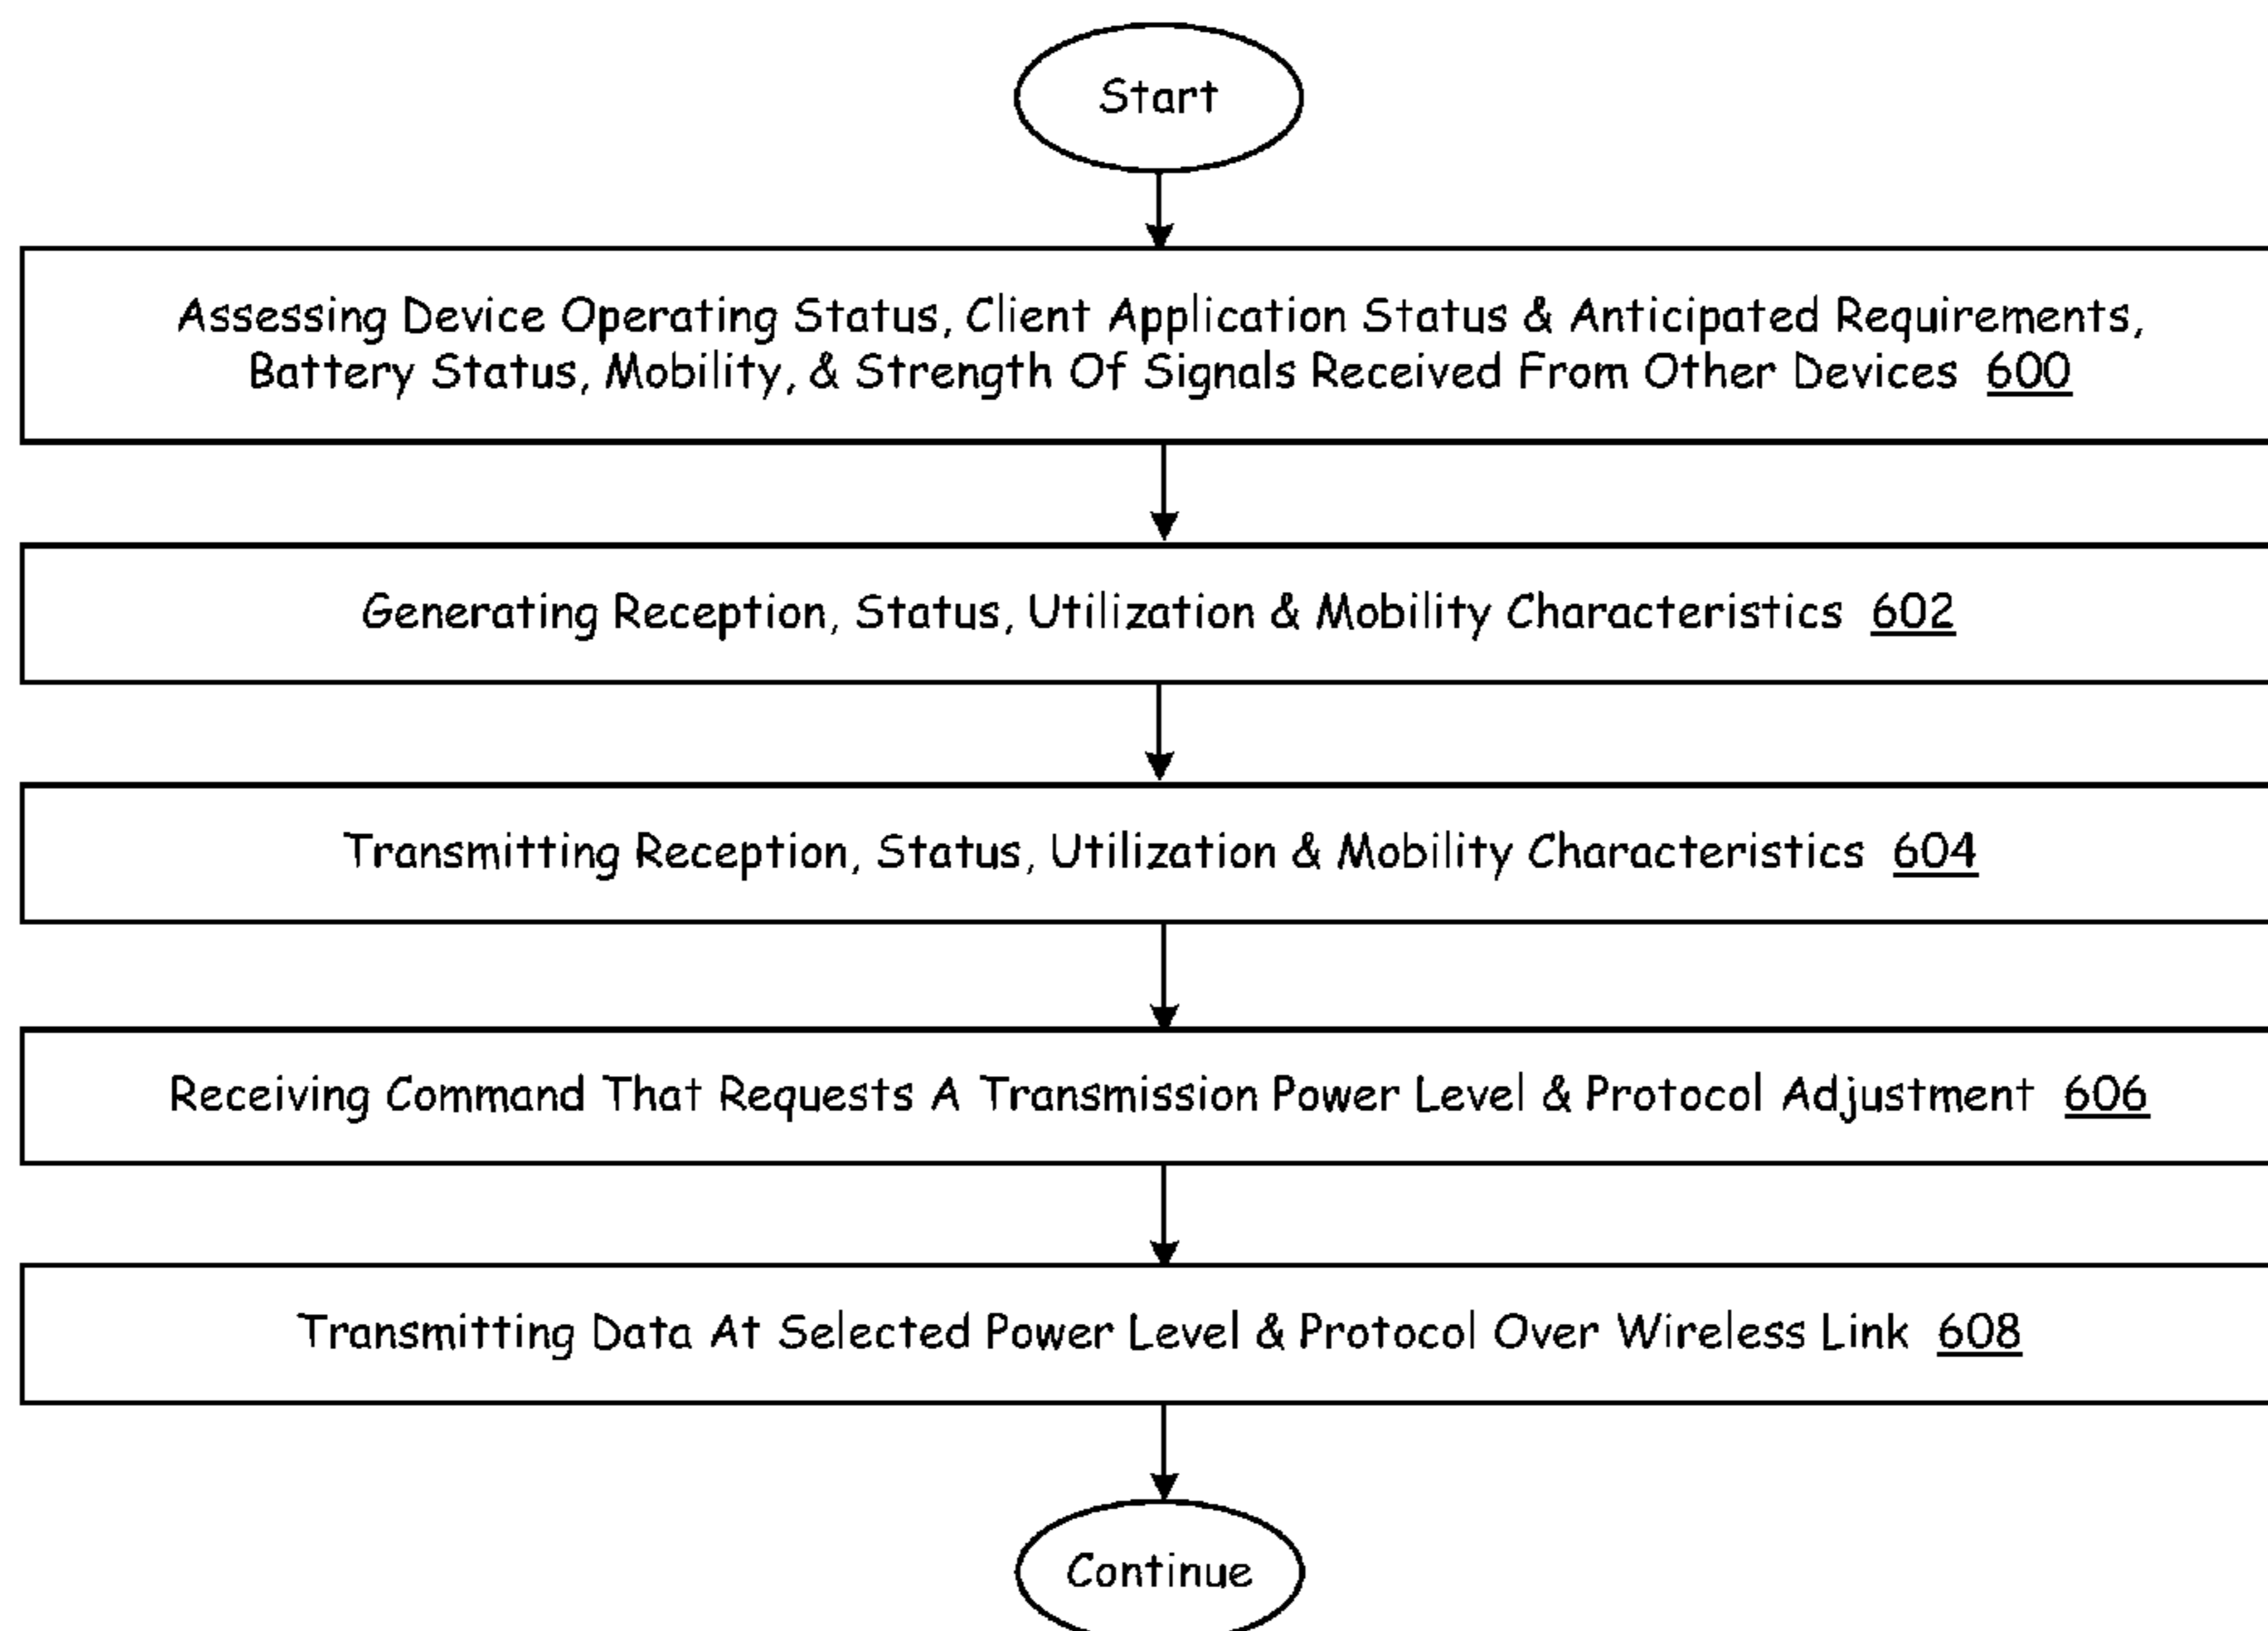 Start
Assessing Device Operating Status, Client Application Status & Anticipated Requirements,
Battery Status, Mobility, & Strength Of Signals Received From Other Devices 600
Generating Reception, Status, Utilization & Mobility Characteristics 602
Transmitting Reception, Status, Utilization & Mobility Characteristics 604
Receiving Command That Requests A Transmission Power Level & Protocol Adjustment 606
Transmitting Data At Selected Power Level & Protocol Over Wireless Link 608
Continue